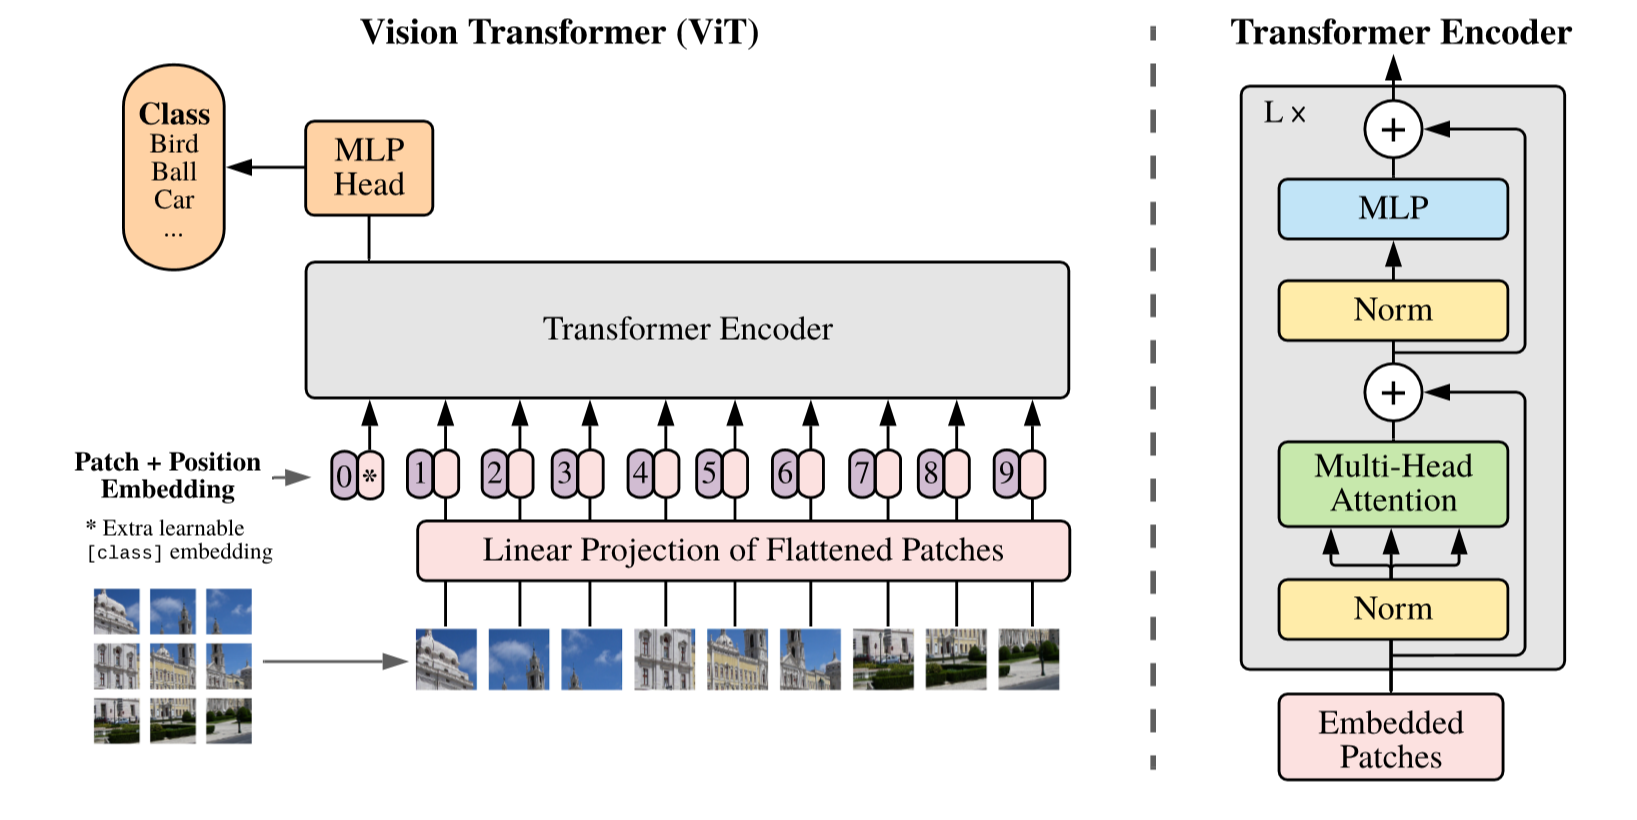 Vision Transformer (ViT)
Class
Bird
Ball
Car
...
MLP
Head
Transformer Encoder
Patch + Position
Embedding
* Extra learnable
[class] embedding
0 * 1 2 3 4 5 6 7 8 9
Linear Projection of Flattened Patches
Transformer Encoder
L x
+
MLP
Norm
+
Multi-Head
Attention
Norm
Embedded
Patches